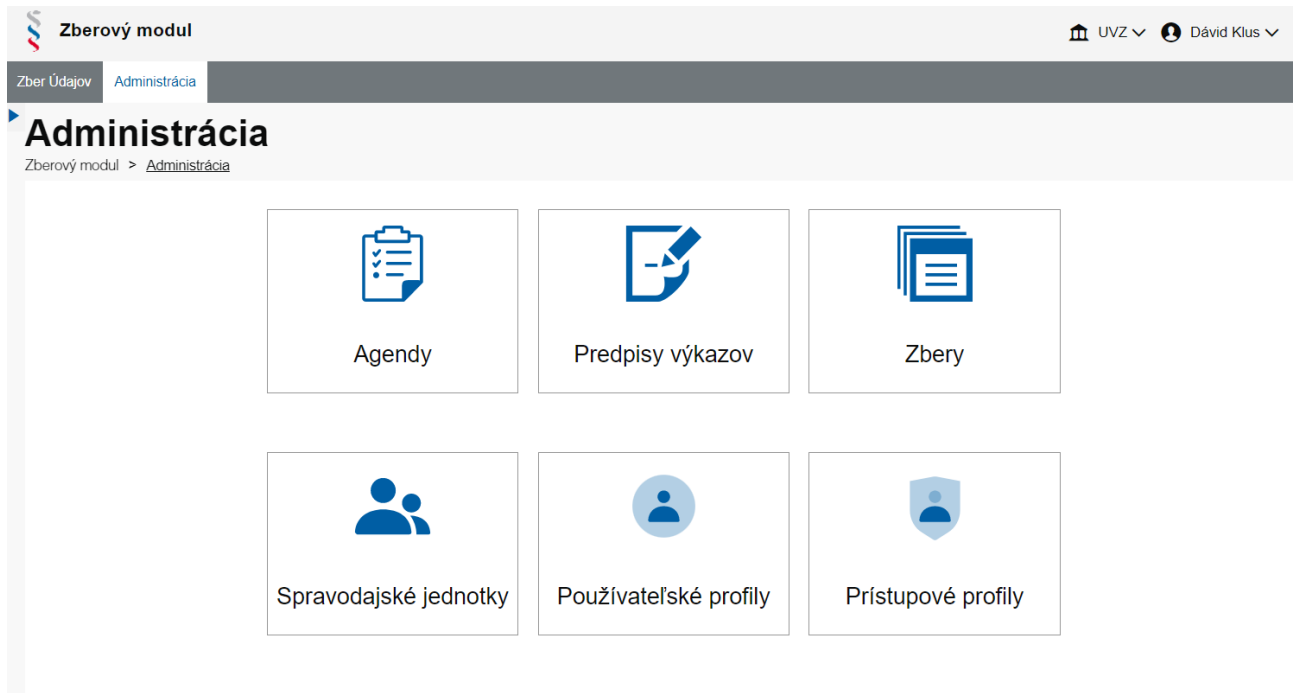 Zberový modul
UVZ
Dávid Klus
Zber Údajov
Administrácia
Administrácia
Zberový modul > Administrácia
Agendy
Predpisy výkazov
Zbery
Spravodajské jednotky
Používateľské profily
Prístupové profily